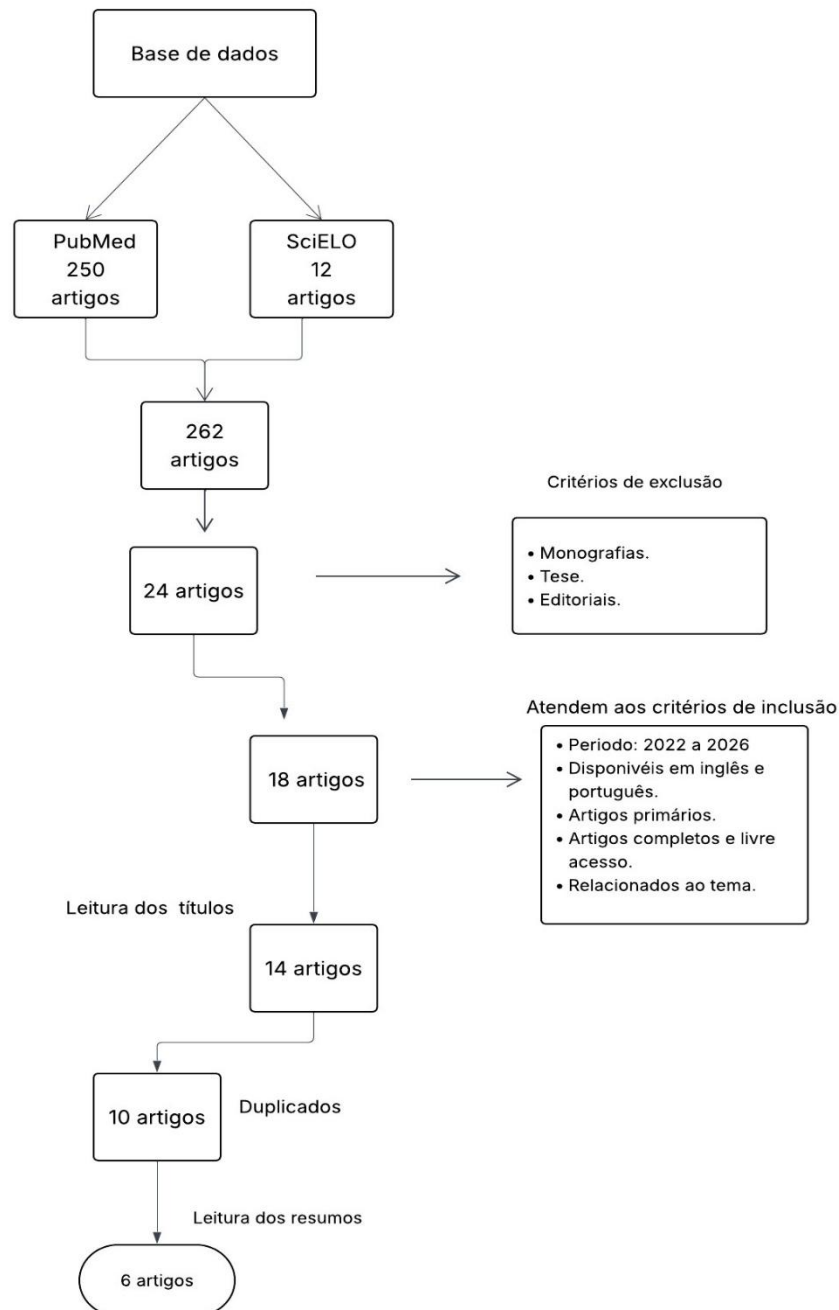 Base de dados
PubMed
250
artigos
SciELO
12
artigos
262
artigos
Critérios de exclusão
24 artigos
• Monografias.
• Tese.
• Editoriais.
Atendem aos critérios de inclusão
18 artigos
• Periodo: 2022 a 2026
• Disponivéis em inglês e
português.
• Artigos primários.
• Artigos completos e livre
acesso.
• Relacionados ao tema.
Leitura dos títulos
14 artigos
10 artigos
Duplicados
Leitura dos resumos
6 artigos